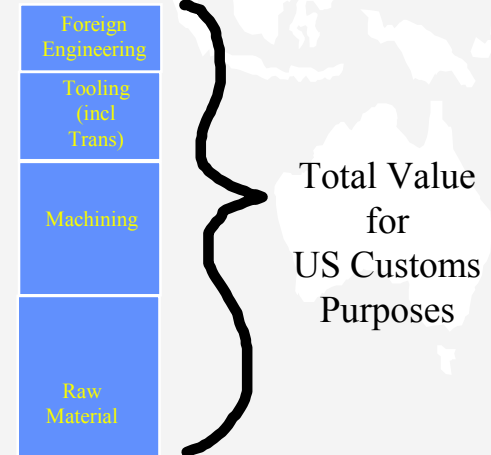 Foreign
Engineering
Tooling
(incl
Trans)
Machining
Raw
Material
Total Value
for
US Customs
Purposes